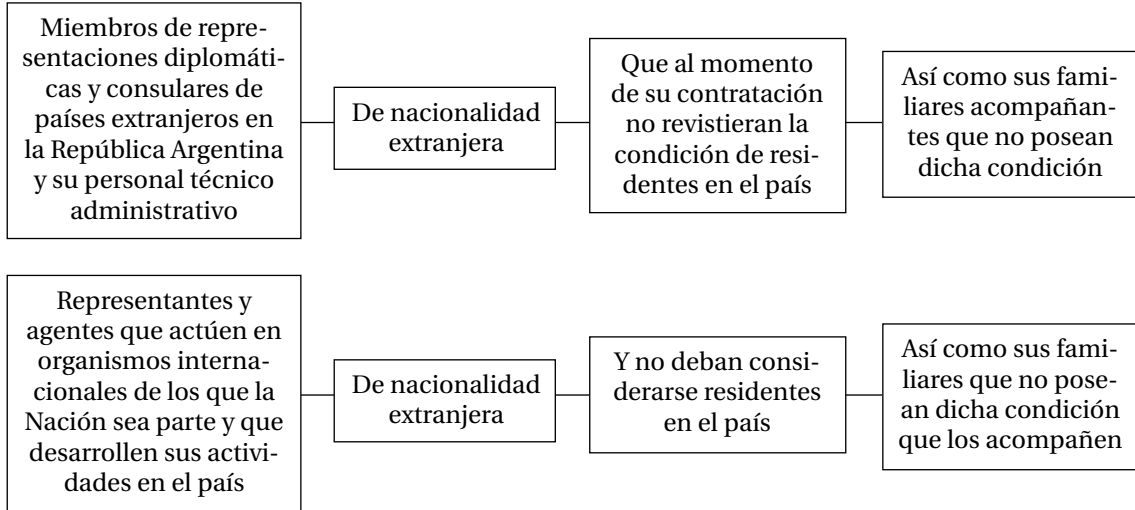 Miembros de repre-
sentaciones diplomáti-
cas y consulares de
países extranjeros en
la República Argentina
y su personal técnico
administrativo
De nacionalidad
extranjera
Que al momento
de su contratación
no revistieran la
condición de resi-
dentes en el país
Así como sus fami-
liares acompañan-
tes que no posean
dicha condición
Representantes y
agentes que actúen en
organismos interna-
cionales de los que la
Nación sea parte y que
desarrollen sus activi-
dades en el país
De nacionalidad
extranjera
Y no deban consi-
derarse residentes
en el país
Así como sus fami-
liares que no pose-
an dicha condición
que los acompañen